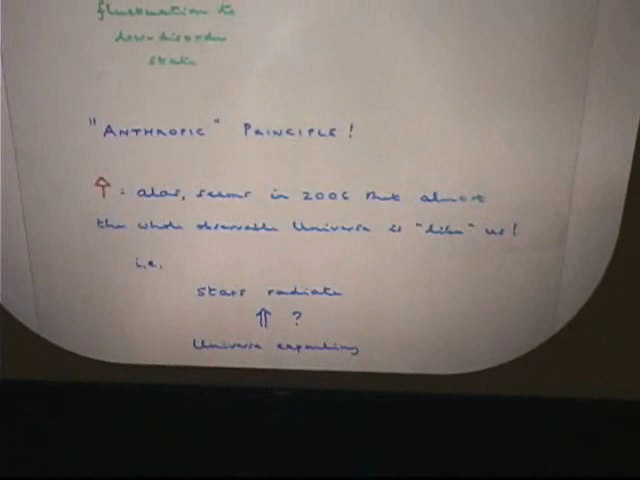 fluctuation to
low-disorder
state
"ANTHROPIC" PRINCIPLE!
: alas, seems in 2006 that almost
the whole observable Universe is "like" us!
i.e.
stars radiate
⇑ ?
Universe expanding